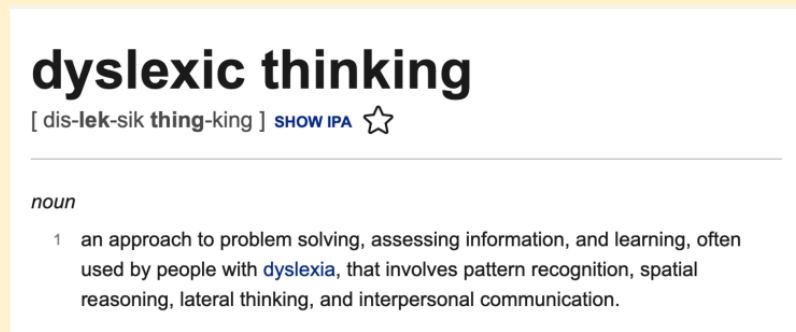 dyslexic thinking
[ dis-lek-sik thing-king ] SHOW IPA
noun
1 an approach to problem solving, assessing information, and learning, often
used by people with dyslexia, that involves pattern recognition, spatial
reasoning, lateral thinking, and interpersonal communication.